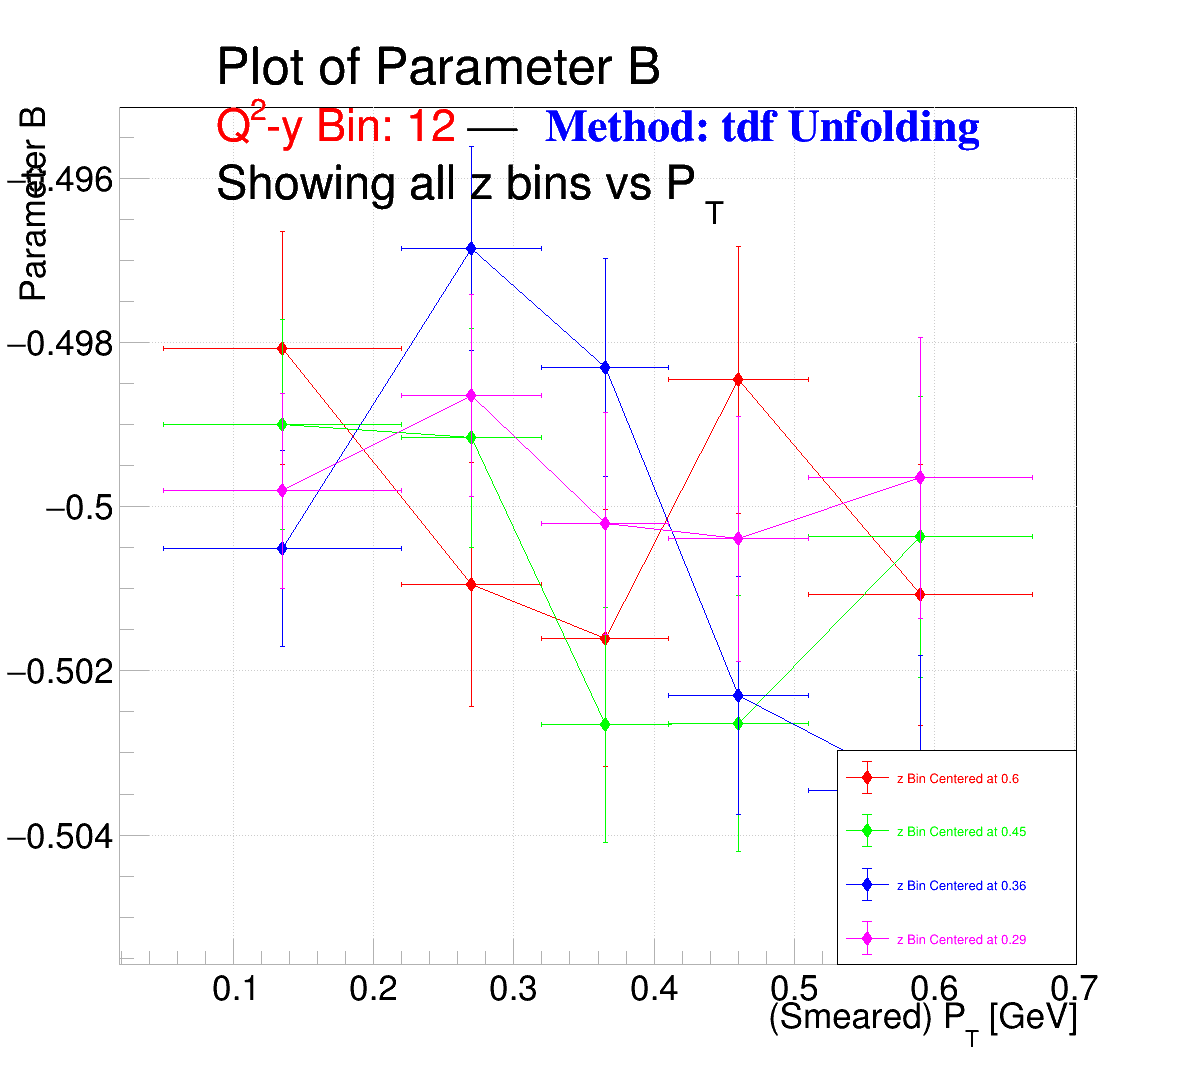 Plot of Parameter B
Q2-y Bin: 12 — Method: tdf Unfolding
Showing all z bins vs PT
Parameter B
−0.496
−0.498
−0.5
−0.502
−0.504
z Bin Centered at 0.6
z Bin Centered at 0.45
z Bin Centered at 0.36
z Bin Centered at 0.29
0.1 0.2 0.3 0.4 0.5 0.6 0.7
(Smeared) PT [GeV]